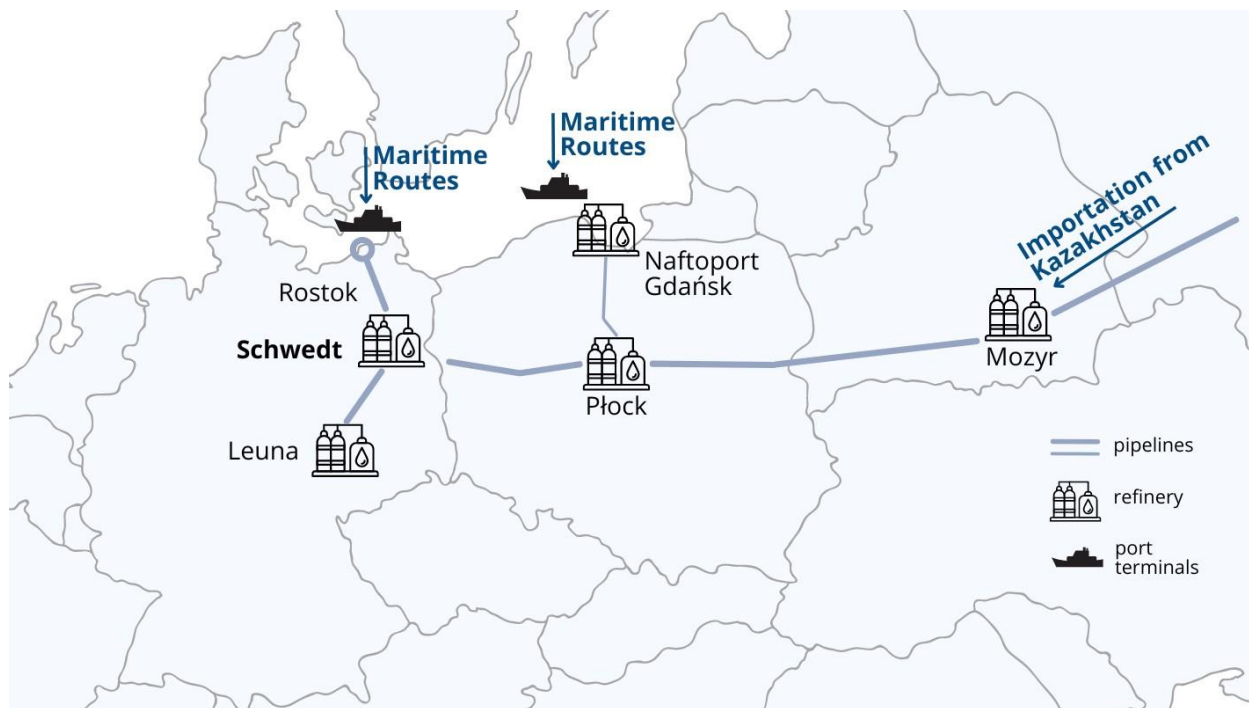 Maritime
Routes
Maritime
Routes
Importation from
Kazakhstan
Naftoport
Gdańsk
Rostok
Schwedt
Mozyr
Płock
Leuna
pipelines
refinery
port
terminals